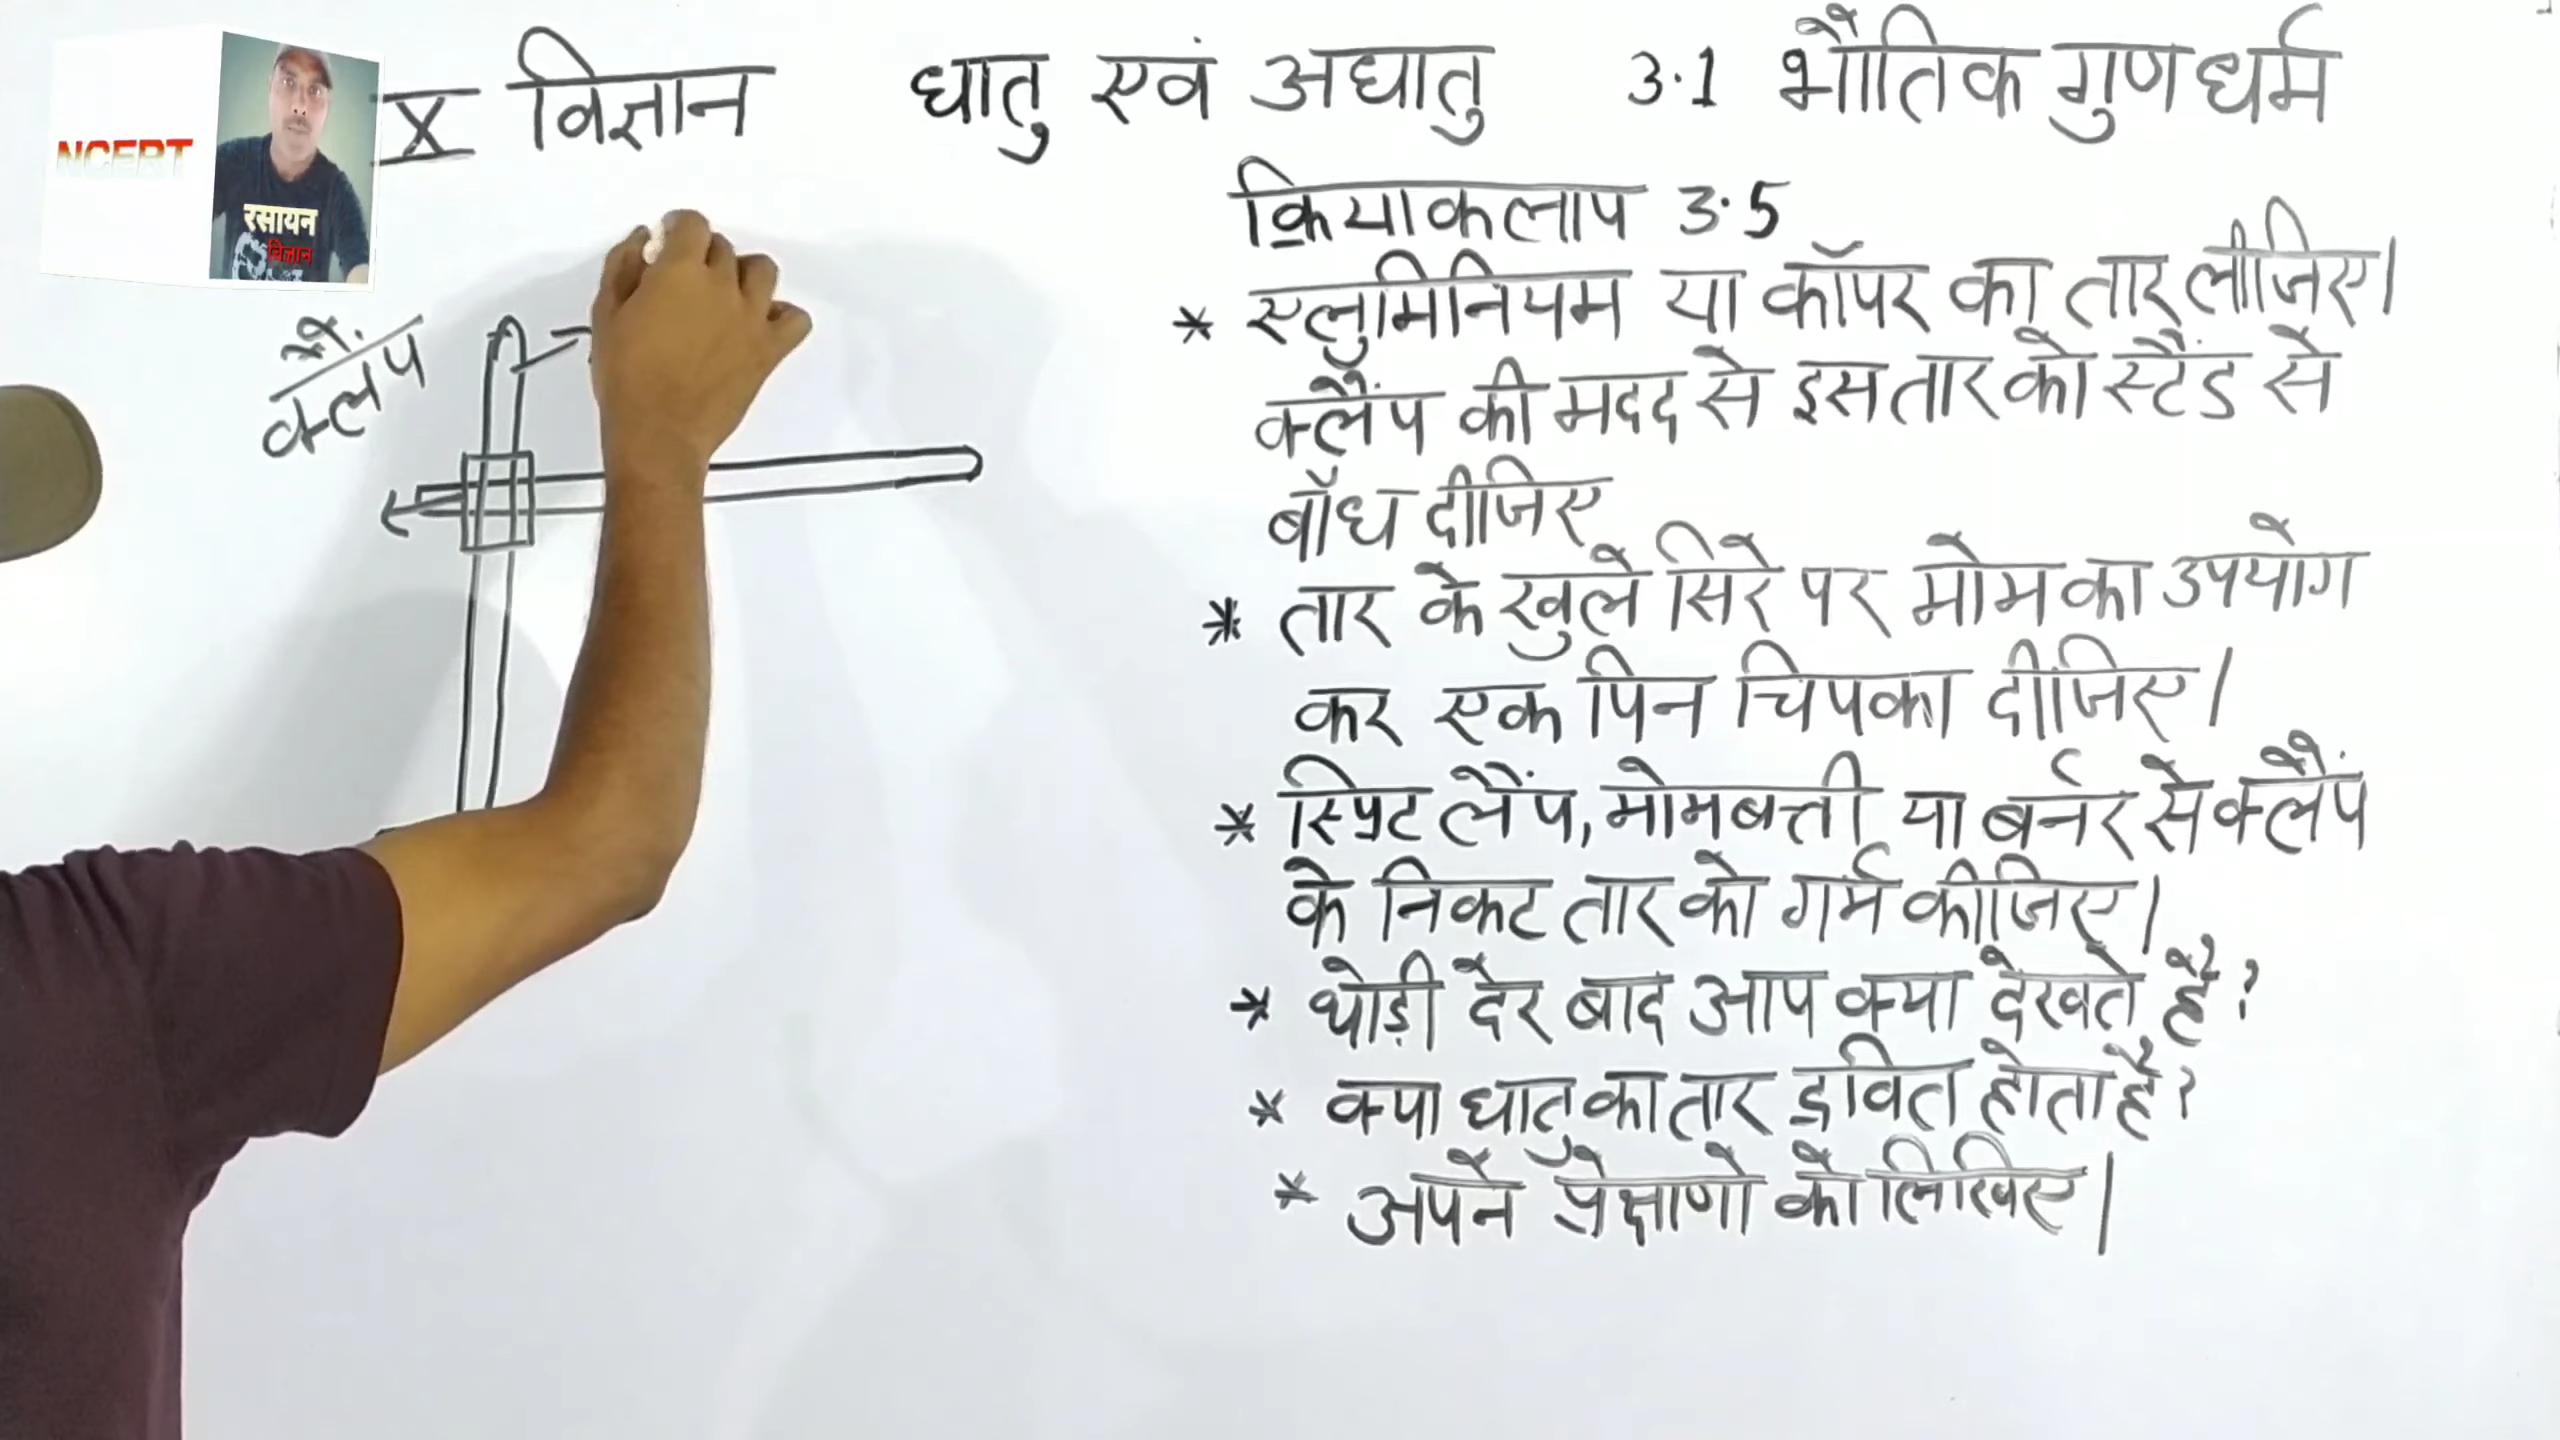 X विज्ञान धातु एवं अधातु 3.1 भौतिक गुणधर्म
NCERT
रसायन
विज्ञान
क्रियाकलाप 3.5
* एलुमिनियम या कॉपर का तार लीजिए।
क्लैंप की मदद से इस तार को स्टैंड से
बाँध दीजिए
* तार के खुले सिरे पर मोम का उपयोग
कर एक पिन चिपका दीजिए।
* स्प्रिट लैंप, मोमबत्ती या बर्नर से क्लैंप
के निकट तार को गर्म कीजिए।
* थोड़ी देर बाद आप क्या देखते है?
* क्या धातु का तार द्रवित होता है?
* अपने प्रेक्षाणो को लिखिए।
क्लैंप